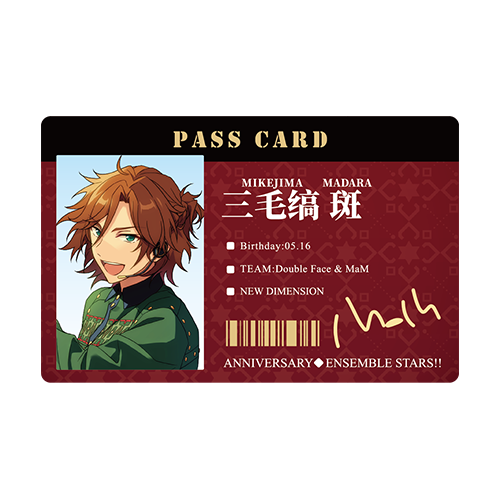 PASS CARD
MIKEJIMA MADARA
三毛缟 斑
Birthday:05.16
TEAM:Double Face & MaM
NEW DIMENSION
ANNIVERSARY◆ENSEMBLE STARS!!